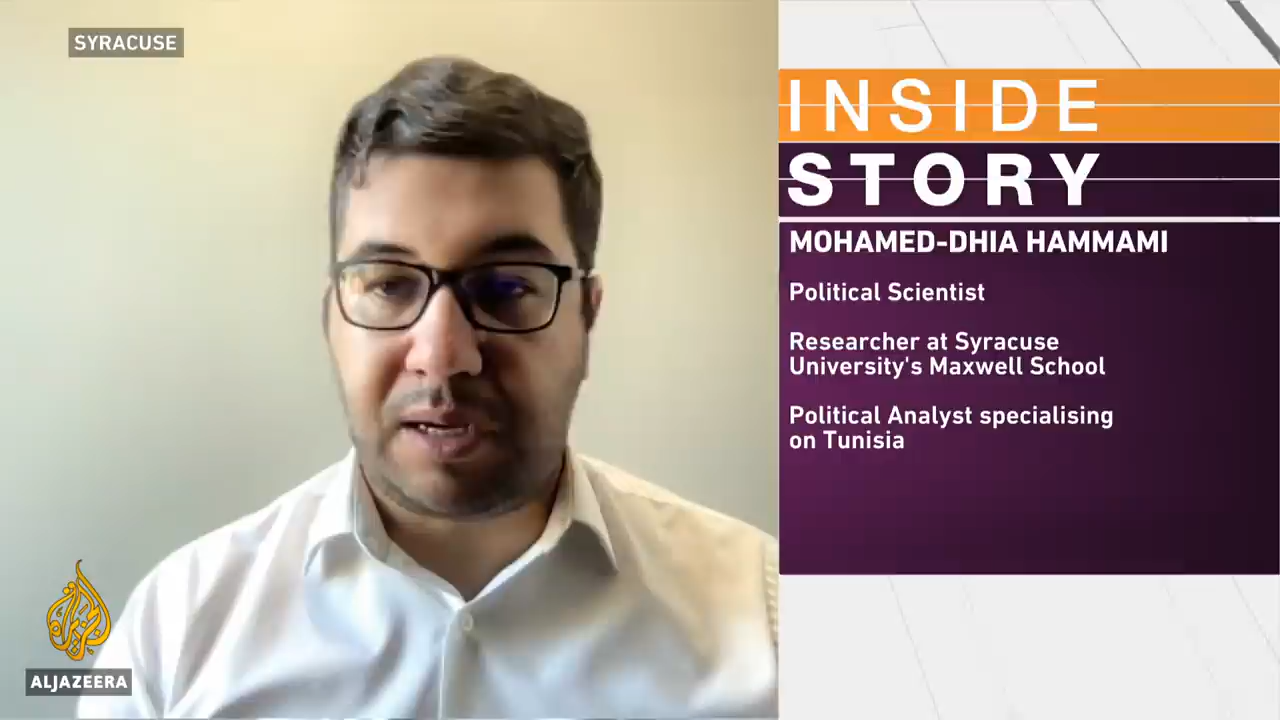 SYRACUSE
INSIDE
STORY
MOHAMED-DHIA HAMMAMI
Political Scientist
Researcher at Syracuse
University's Maxwell School
Political Analyst specialising
on Tunisia
ALJAZEERA